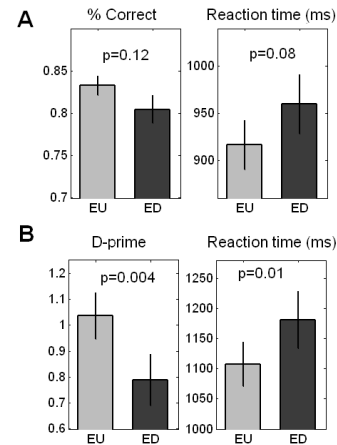 A
% Correct
Reaction time (ms)
p=0.12
p=0.08
0.85
0.8
0.75
0.7
1000
950
900
EU
ED
EU
ED
B
D-prime
Reaction time (ms)
p=0.004
p=0.01
1.2
1.1
1
0.9
0.8
0.7
0.6
1250
1200
1150
1100
1050
1000
EU
ED
EU
ED